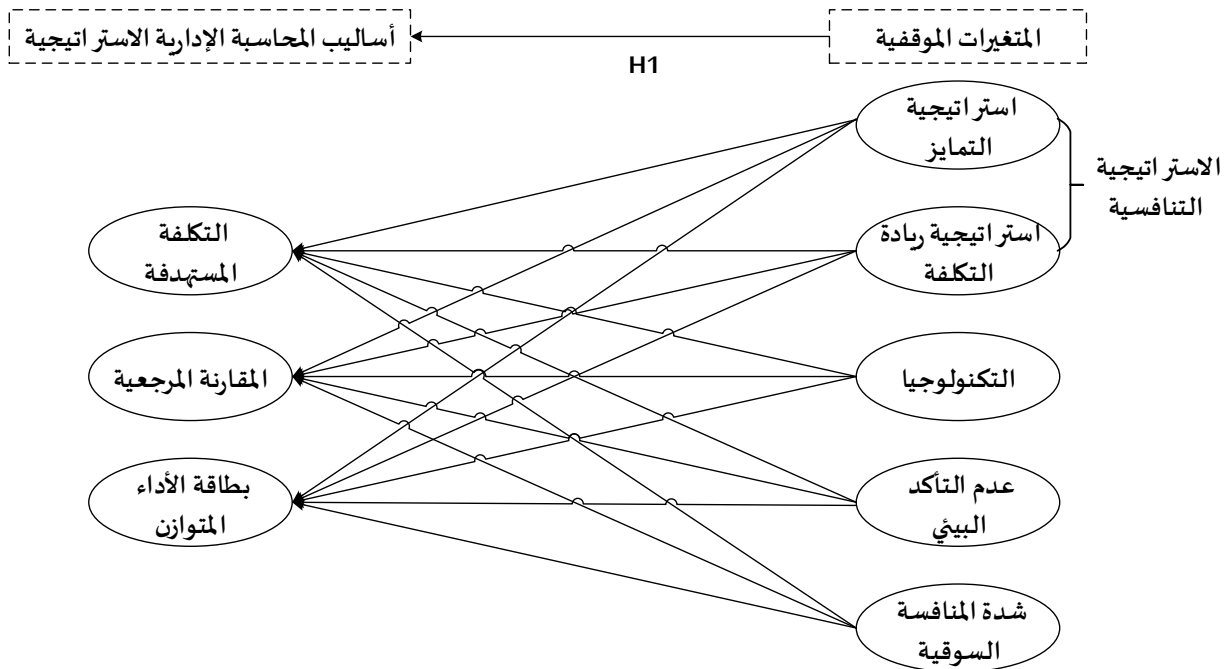 المتغيرات الموقفية
أساليب المحاسبة الإدارية الاستراتيجية
H1
استراتيجية
التمايز
الاستراتيجية
التنافسية
استراتيجية ريادة
التكلفة
التكلفة
المستهدفة
التكنولوجيا
المقارنة المرجعية
عدم التأكد
البيئي
بطاقة الأداء
المتوازن
شدة المنافسة
السوقية